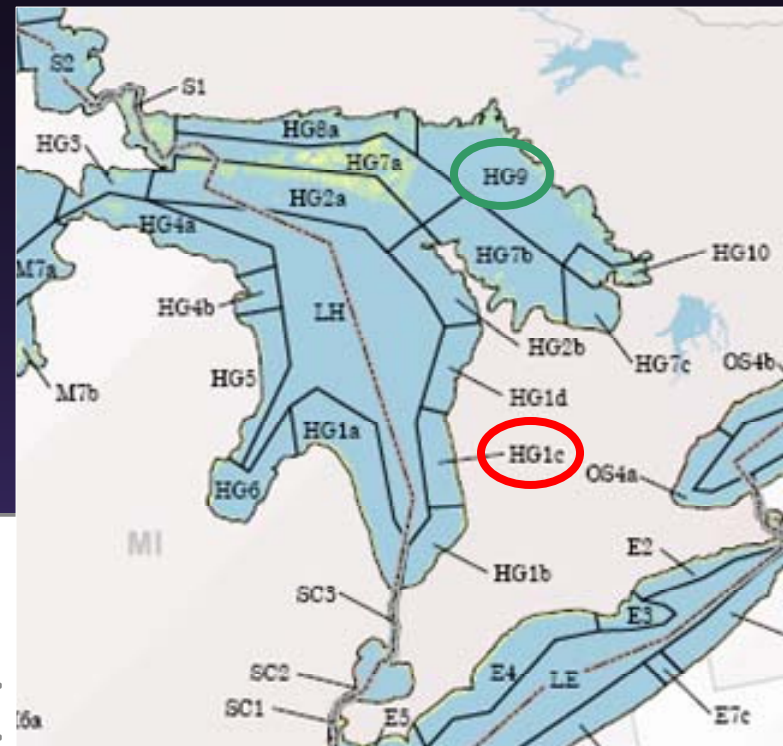 S2
S1
HG3
HG8a
HG7a
HG9
HG2a
HG4a
HG7b
HG10
M7a
HG4b
LH
HG2b
HG7c
OS4b
HG5
M7b
HG1d
HG1a
HG1c
OS4a
HG6
MI
HG1b
E2
SC3
E3
SC2
E4
LE
SC1
E5
E7c